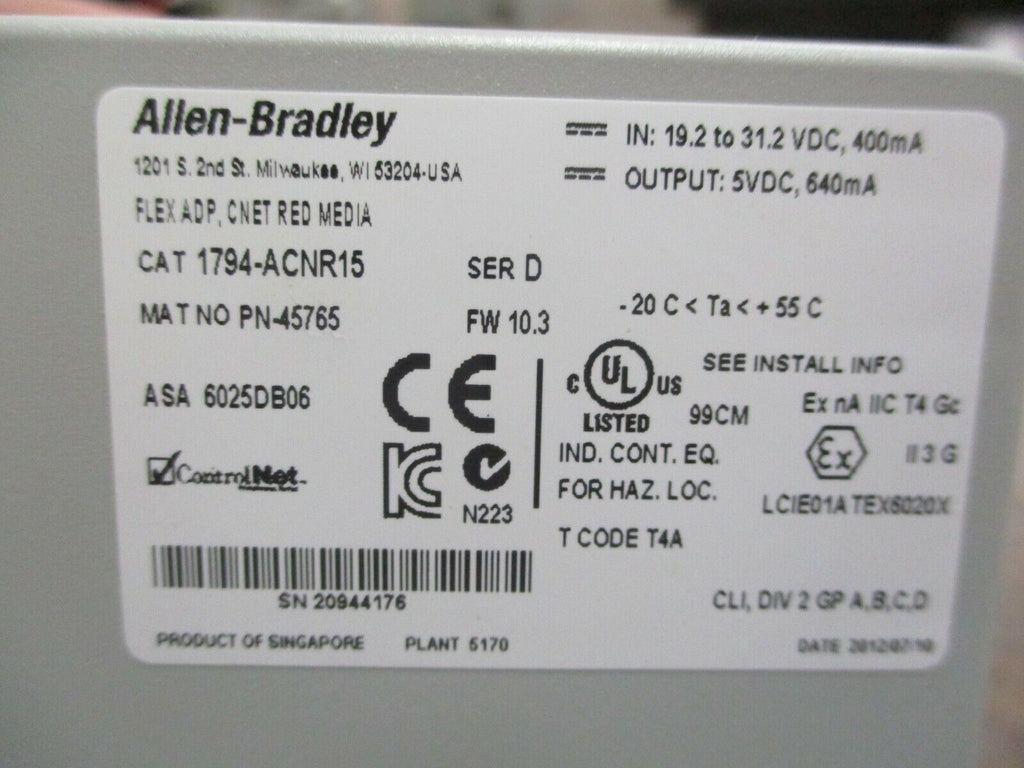 Allen-Bradley
1201 S. 2nd St. Milwaukee, WI 53204-USA
FLEX ADP, CNET RED MEDIA
CAT 1794-ACNR15
SER D
MAT NO PN-45765
FW 10.3
ASA 6025DB06
IN: 19.2 to 31.2 VDC, 400mA
OUTPUT: 5VDC, 640mA
-20 C < Ta < + 55 C
CE
C UL US
LISTED
99CM
SEE INSTALL INFO
Ex nA IIC T4 Gc
Ex
II 3 G
LCIE01ATEX6020X
IND. CONT. EQ.
FOR HAZ. LOC.
T CODE T4A
ControlNet
KC
N223
SN 20944176
CLI, DIV 2 GP A,B,C,D
PRODUCT OF SINGAPORE PLANT 5170
DATE 2012/07/10